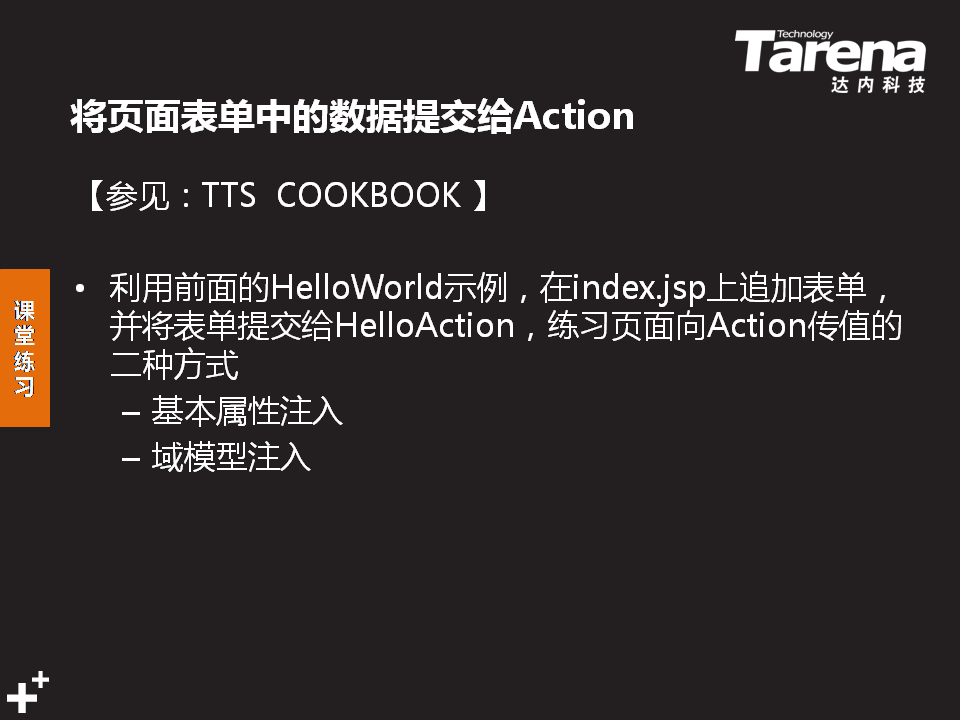 Technology
Tarena
达内科技
将页面表单中的数据提交给Action
【参见：TTS COOKBOOK 】
• 利用前面的HelloWorld示例，在index.jsp上追加表单，
并将表单提交给HelloAction，练习页面向Action传值的
二种方式
– 基本属性注入
– 域模型注入
课
堂
练
习